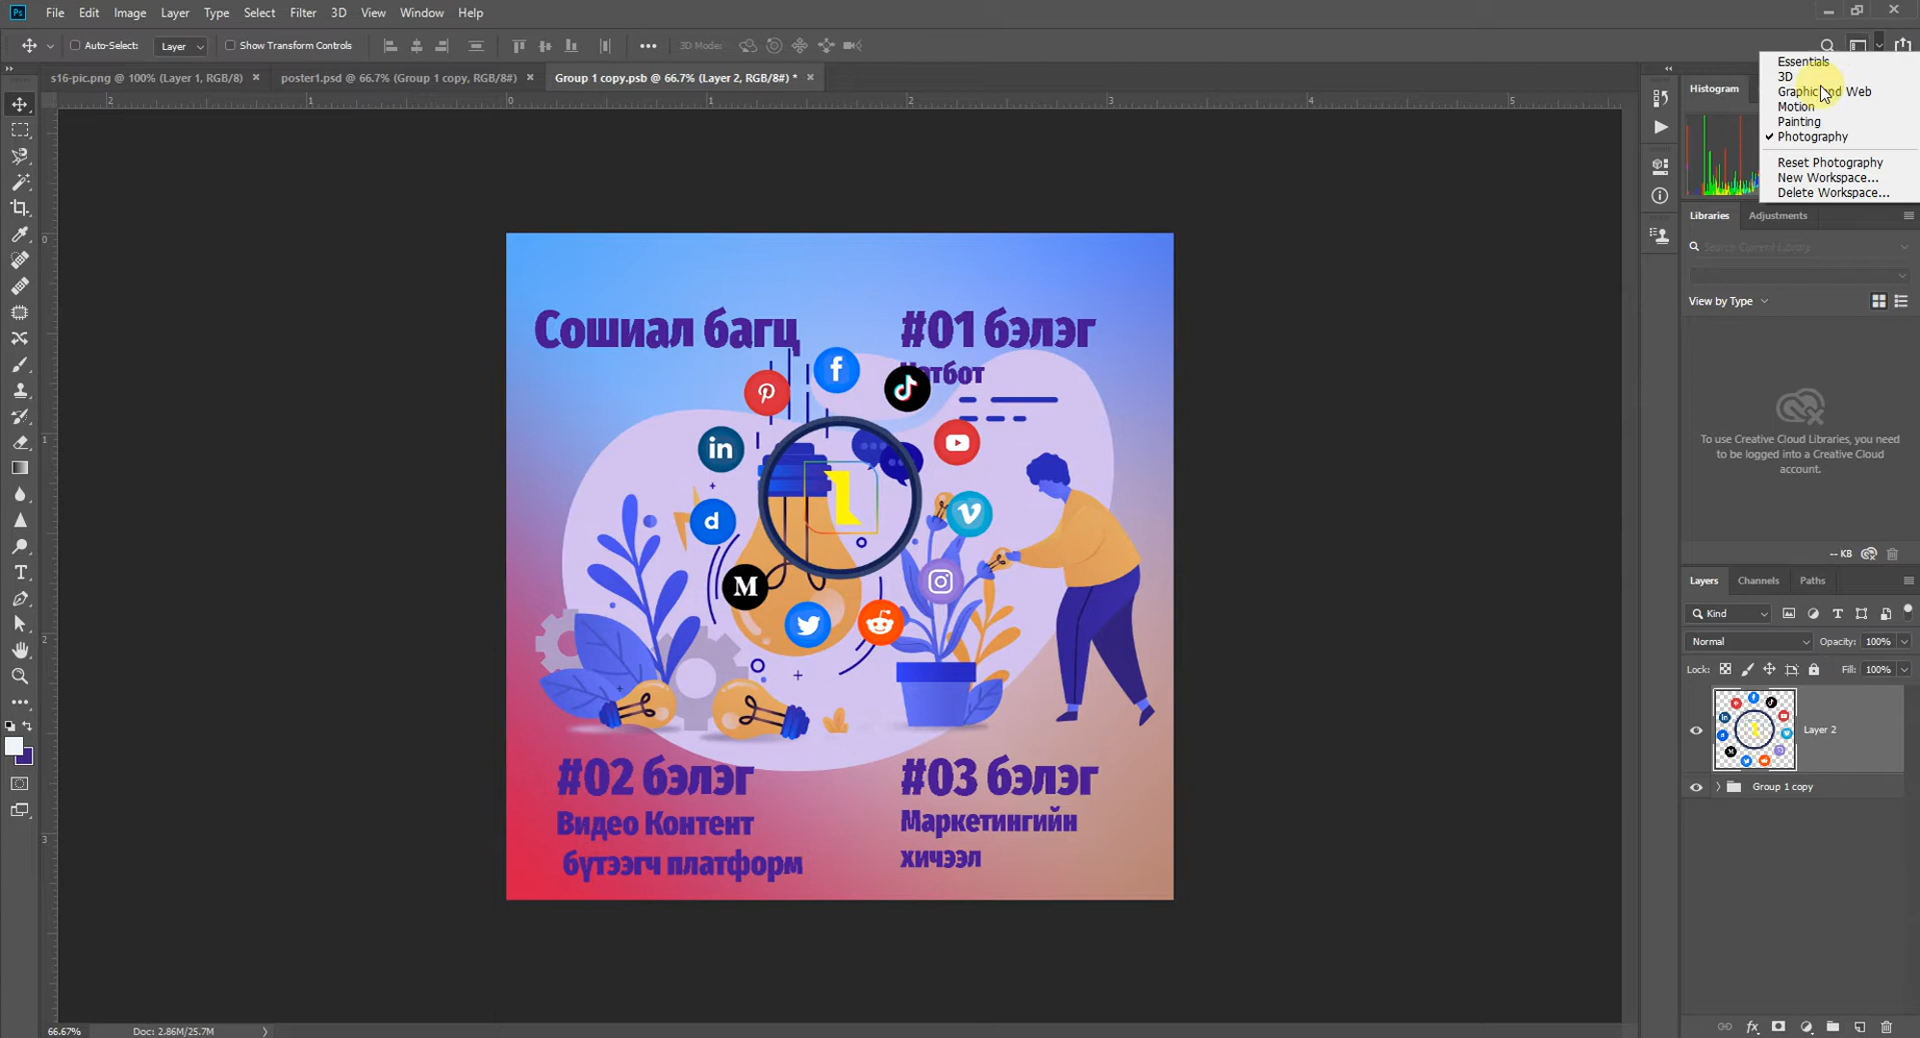 File Edit Image Layer Type Select Filter 3D View Window Help
Auto-Select: Layer Show Transform Controls 3D Mode:
s16-pic.png @ 100% (Layer 1, RGB/8) poster1.psd @ 66.7% (Group 1 copy, RGB/8#) Group 1 copy.psb @ 66.7% (Layer 2, RGB/8#) *
Essentials
3D
Graphic and Web
Motion
Painting
Photography
Reset Photography
New Workspace...
Delete Workspace...
Histogram
Libraries Adjustments
Search Current Library
View by Type
To use Creative Cloud Libraries, you need
to be logged into a Creative Cloud
account.
-- KB
Layers Channels Paths
Kind
Normal Opacity: 100%
Lock: Fill: 100%
Layer 2
Group 1 copy
Сошиал багц
#01 бэлэг
#02 бэлэг
Видео Контент
бүтээгч платформ
#03 бэлэг
Маркетингийн
хичээл
66.67% Doc: 2.86M/25.7M